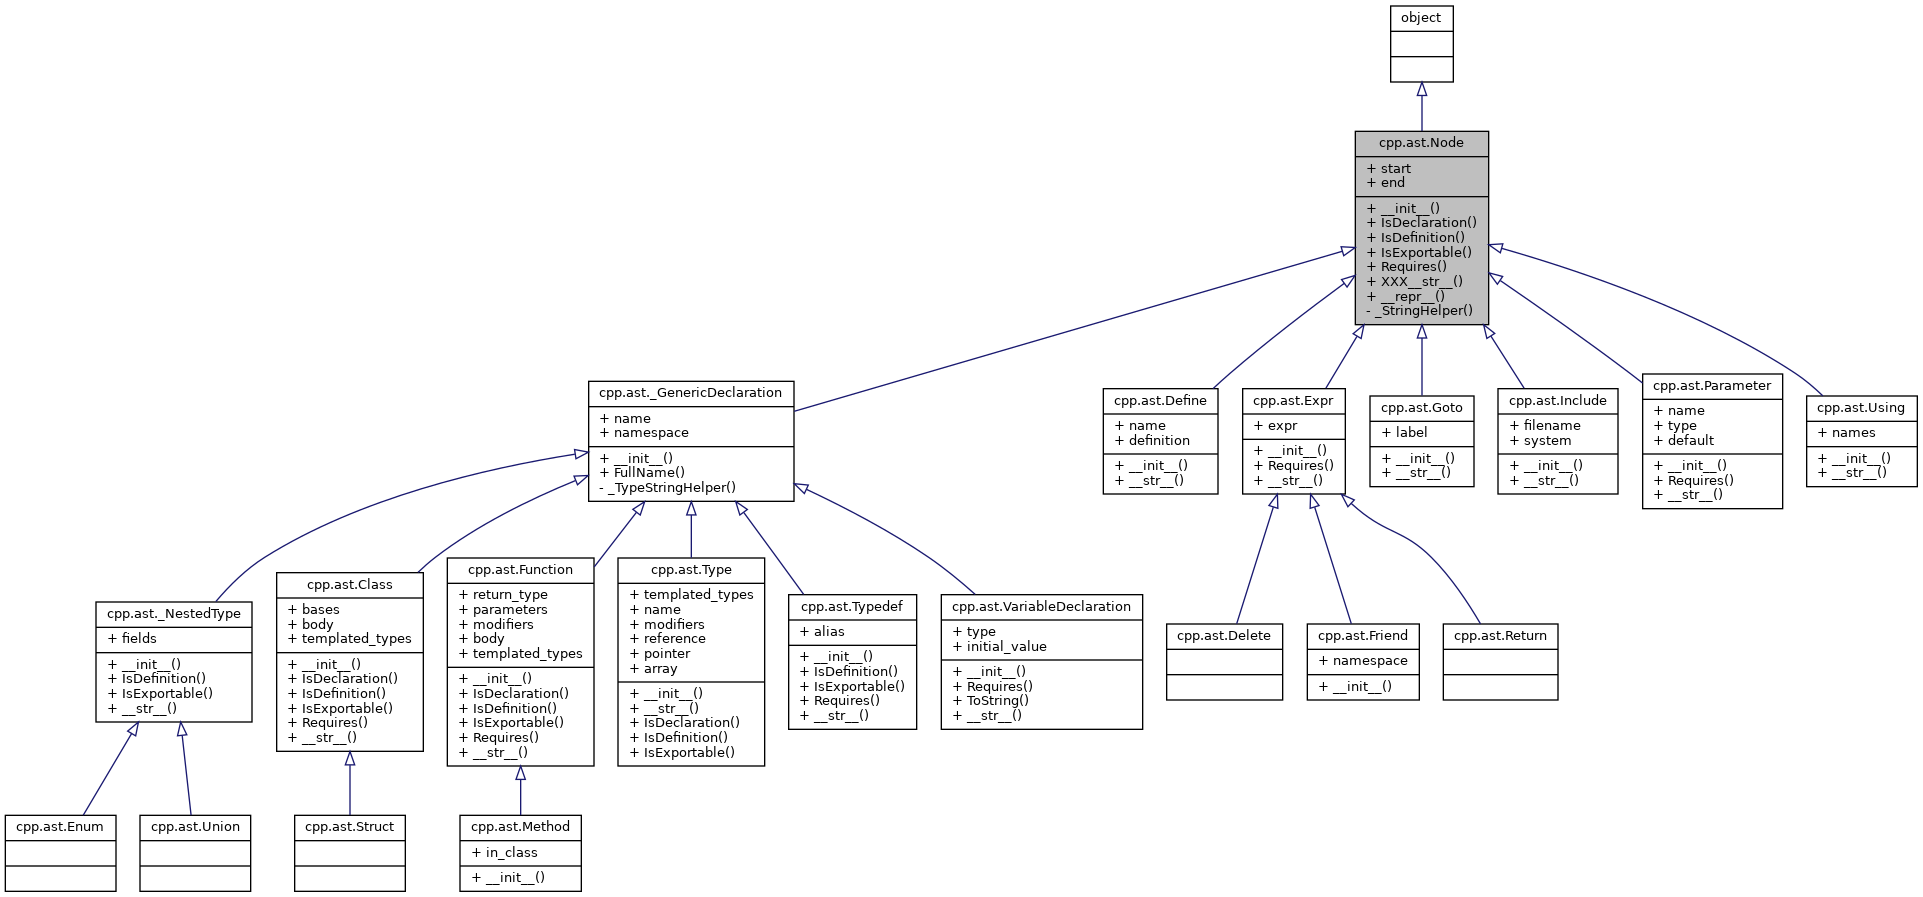 object
cpp.ast.Node
+ start
+ end
+ __init__()
+ IsDeclaration()
+ IsDefinition()
+ IsExportable()
+ Requires()
+ XXX__str__()
+ __repr__()
- _StringHelper()
cpp.ast._GenericDeclaration
+ name
+ namespace
+ __init__()
+ FullName()
- _TypeStringHelper()
cpp.ast.Define
+ name
+ definition
+ __init__()
+ __str__()
cpp.ast.Expr
+ expr
+ __init__()
+ Requires()
+ __str__()
cpp.ast.Goto
+ label
+ __init__()
+ __str__()
cpp.ast.Include
+ filename
+ system
+ __init__()
+ __str__()
cpp.ast.Parameter
+ name
+ type
+ default
+ __init__()
+ Requires()
+ __str__()
cpp.ast.Using
+ names
+ __init__()
+ __str__()
cpp.ast._NestedType
+ fields
+ __init__()
+ IsDefinition()
+ IsExportable()
+ __str__()
cpp.ast.Class
+ bases
+ body
+ templated_types
+ __init__()
+ IsDeclaration()
+ IsDefinition()
+ IsExportable()
+ Requires()
+ __str__()
cpp.ast.Function
+ return_type
+ parameters
+ modifiers
+ body
+ templated_types
+ __init__()
+ IsDeclaration()
+ IsDefinition()
+ IsExportable()
+ Requires()
+ __str__()
cpp.ast.Type
+ templated_types
+ name
+ modifiers
+ reference
+ pointer
+ array
+ __init__()
+ __str__()
+ IsDeclaration()
+ IsDefinition()
+ IsExportable()
cpp.ast.Typedef
+ alias
+ __init__()
+ IsDefinition()
+ IsExportable()
+ Requires()
+ __str__()
cpp.ast.VariableDeclaration
+ type
+ initial_value
+ __init__()
+ Requires()
+ ToString()
+ __str__()
cpp.ast.Delete
cpp.ast.Friend
+ namespace
+ __init__()
cpp.ast.Return
cpp.ast.Enum
cpp.ast.Union
cpp.ast.Struct
cpp.ast.Method
+ in_class
+ __init__()